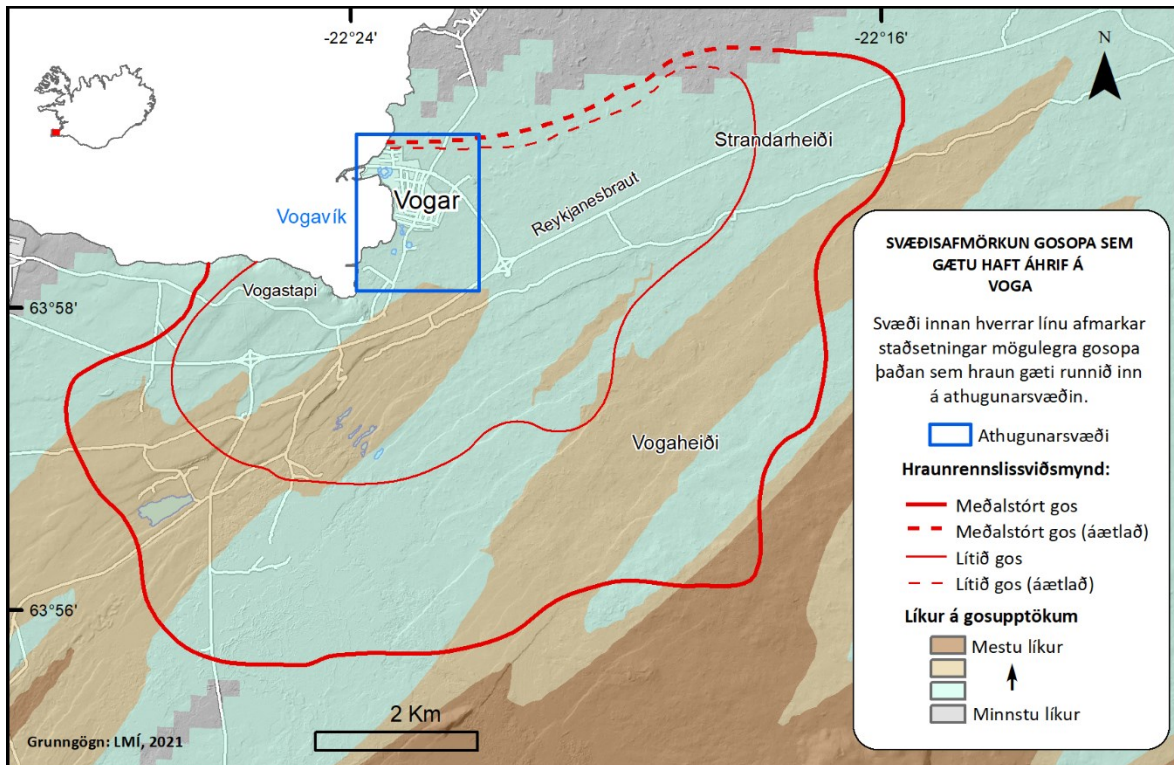 -22°24'
-22°16'
N
Strandarheiði
Vogar
Vogavík
Reykjanesbraut
Vogastapi
63°58'
Vogaheiði
63°56'
2 Km
Grunngögn: LMÍ, 2021
SVÆÐISAFMÖRKUN GOSOPA SEM
GÆTU HAFT ÁHRIF Á
VOGA
Svæði innan hverrar línu afmarkar
staðsetningar mögulegra gosopa
þaðan sem hraun gæti runnið inn
á athugunarsvæðin.
Athugunarsvæði
Hraunrennslissviðsmynd:
Meðalstórt gos
Meðalstórt gos (áætlað)
Lítið gos
Lítið gos (áætlað)
Líkur á gosupptökum
Mestu líkur
Minnstu líkur